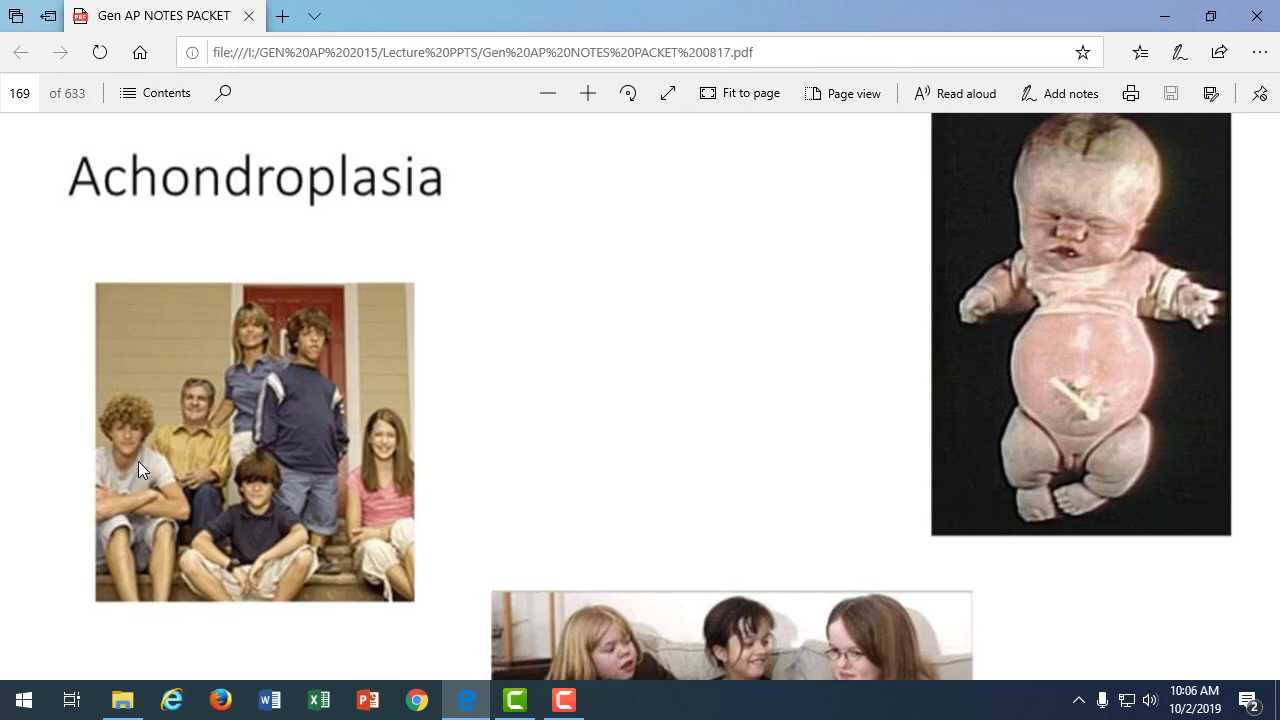 GEN AP NOTES PACKET
file:///I:/GEN%20AP%202015/Lecture%20PPTS/Gen%20AP%20NOTES%20PACKET%200817.pdf
169 of 633 Contents Fit to page Page view Read aloud Add notes
Achondroplasia
10:06 AM
10/2/2019
2